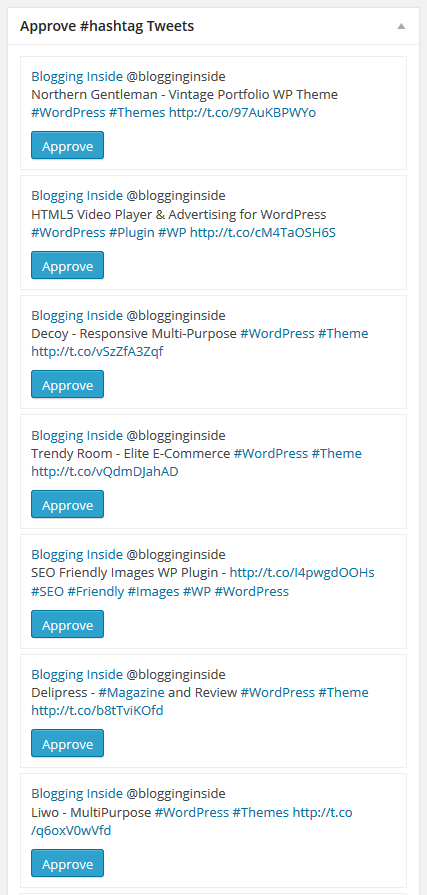 Approve #hashtag Tweets
Blogging Inside @blogginginside
Northern Gentleman - Vintage Portfolio WP Theme
#WordPress #Themes http://t.co/97AuKBPWYo
Approve
Blogging Inside @blogginginside
HTML5 Video Player & Advertising for WordPress
#WordPress #Plugin #WP http://t.co/cM4TaOSH6S
Approve
Blogging Inside @blogginginside
Decoy - Responsive Multi-Purpose #WordPress #Theme
http://t.co/vSzZfA3Zqf
Approve
Blogging Inside @blogginginside
Trendy Room - Elite E-Commerce #WordPress #Theme
http://t.co/vQdmDJahAD
Approve
Blogging Inside @blogginginside
SEO Friendly Images WP Plugin - http://t.co/l4pwgdOOHs
#SEO #Friendly #Images #WP #WordPress
Approve
Blogging Inside @blogginginside
Delipress - #Magazine and Review #WordPress #Theme
http://t.co/b8tTviKOfd
Approve
Blogging Inside @blogginginside
Liwo - MultiPurpose #WordPress #Themes http://t.co
/q6oxV0wVfd
Approve